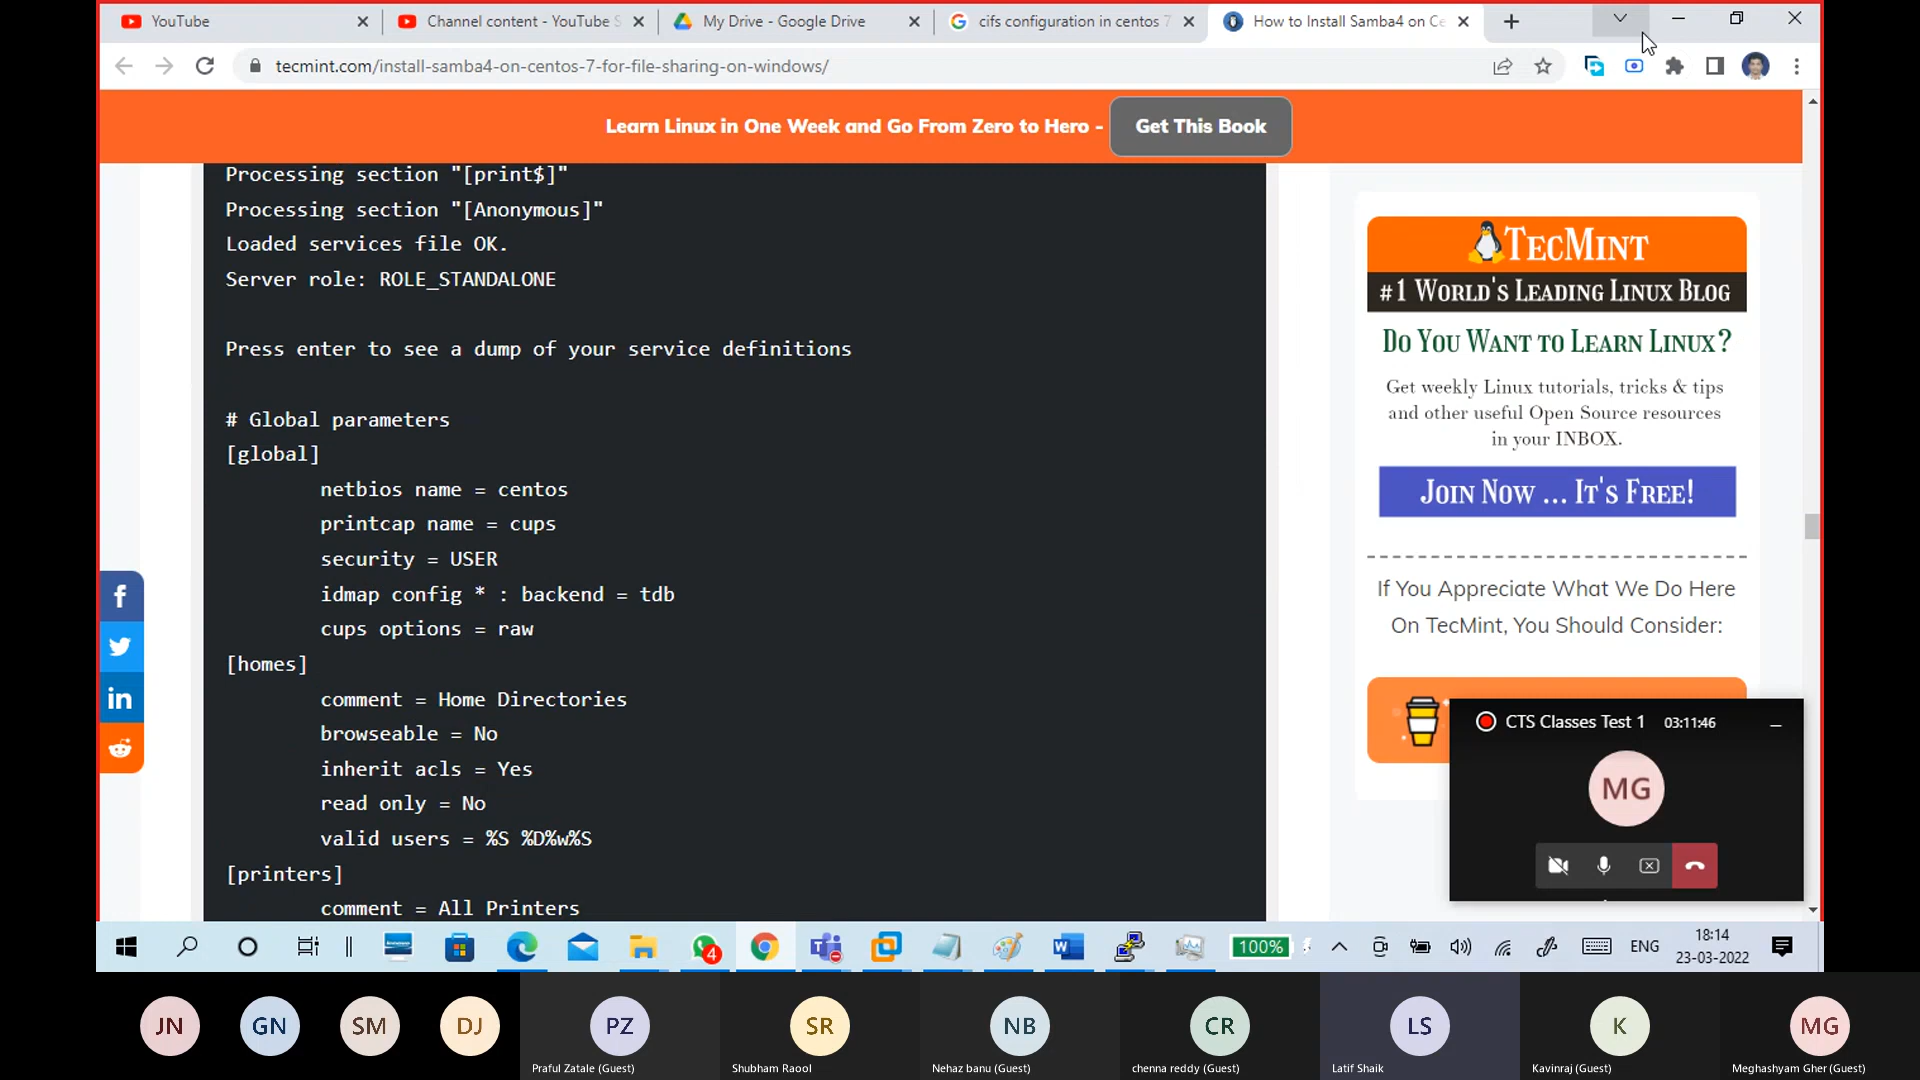 YouTube
Channel content - YouTube S
My Drive - Google Drive
cifs configuration in centos 7
How to Install Samba4 on Ce
tecmint.com/install-samba4-on-centos-7-for-file-sharing-on-windows/
Learn Linux in One Week and Go From Zero to Hero -
Get This Book
Processing section "[print$]"
Processing section "[Anonymous]"
Loaded services file OK.
Server role: ROLE_STANDALONE
Press enter to see a dump of your service definitions
# Global parameters
[global]
netbios name = centos
printcap name = cups
security = USER
idmap config * : backend = tdb
cups options = raw
[homes]
comment = Home Directories
browseable = No
inherit acls = Yes
read only = No
valid users = %S %D%w%S
[printers]
comment = All Printers
TECMINT
#1 WORLD'S LEADING LINUX BLOG
DO YOU WANT TO LEARN LINUX?
Get weekly Linux tutorials, tricks & tips
and other useful Open Source resources
in your INBOX.
JOIN NOW ... IT'S FREE!
If You Appreciate What We Do Here
On TecMint, You Should Consider:
CTS Classes Test 1
03:11:46
MG
4
100%
ENG
18:14
23-03-2022
JN
GN
SM
DJ
PZ
Praful Zatale (Guest)
SR
Shubham Raool
NB
Nehaz banu (Guest)
CR
chenna reddy (Guest)
LS
Latif Shaik
K
Kavinraj (Guest)
MG
Meghashyam Gher (Guest)